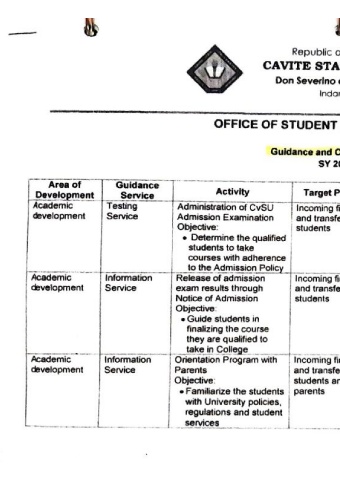 Republic o
CAVITE STA
Don Severino
Inda
OFFICE OF STUDENT
Guidance and C
SY 20
Area of Development
Guidance Service
Activity
Target P
Academic development
Testing Service
Administration of CvSU
Admission Examination
Objective:
• Determine the qualified
students to take
courses with adherence
to the Admission Policy
Incoming fi
and transfe
students
Academic development
Information Service
Release of admission
exam results through
Notice of Admission
Objective:
• Guide students in
finalizing the course
they are qualified to
take in College
Incoming fi
and transfe
students
Academic development
Information Service
Orientation Program with
Parents
Objective:
• Familiarize the students
with University policies,
regulations and student
services
Incoming fi
and transfe
students an
parents